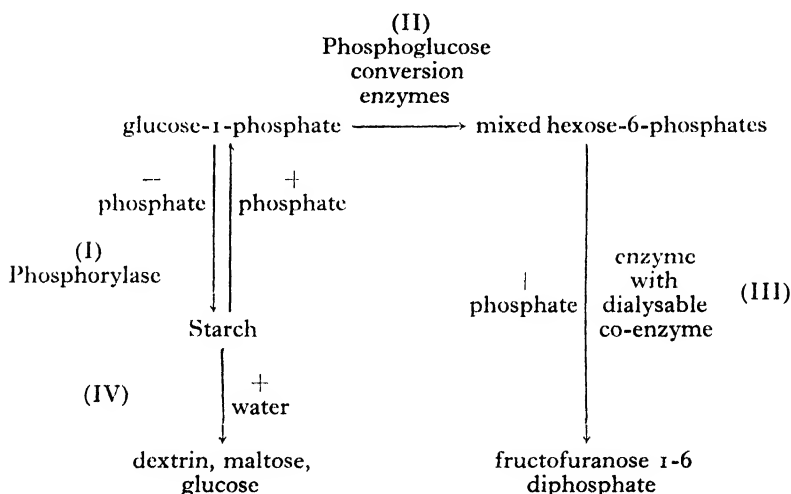 (II)
Phosphoglucose
conversion
enzymes
glucose-1-phosphate
mixed hexose-6-phosphates
−
phosphate
+
phosphate
(I)
Phosphorylase
Starch
+
phosphate
enzyme
with
dialysable
co-enzyme
(III)
(IV)
+
water
dextrin, maltose,
glucose
fructofuranose 1-6
diphosphate